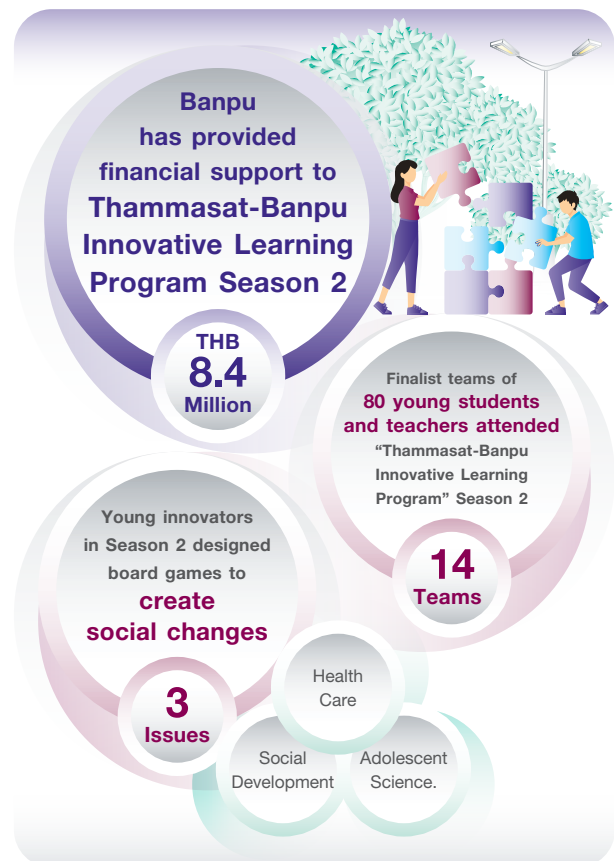 Banpu
has provided
financial support to
Thammasat-Banpu
Innovative Learning
Program Season 2
THB
8.4
Million
Finalist teams of
80 young students
and teachers attended
“Thammasat-Banpu
Innovative Learning
Program” Season 2
14
Teams
Young innovators
in Season 2 designed
board games to
create
social changes
3
Issues
Health
Care
Social
Development
Adolescent
Science.